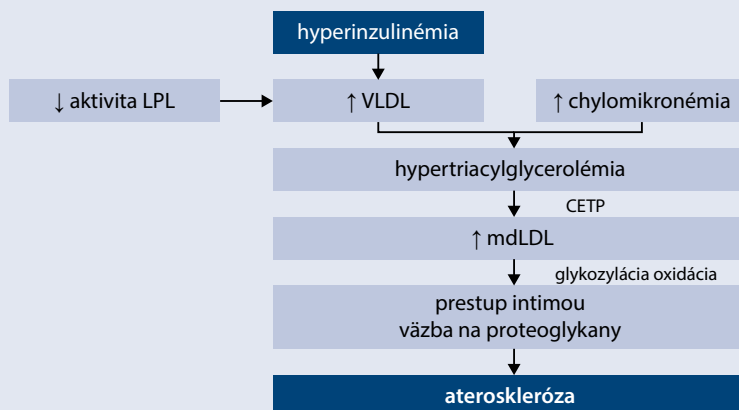 hyperinzulinémia
↓ aktivita LPL
↑ VLDL
↑ chylomikronémia
hypertriacylglycerolémia
CETP
↑ mdLDL
glykozylácia oxidácia
prestup intimou
väzba na proteoglykany
ateroskleróza